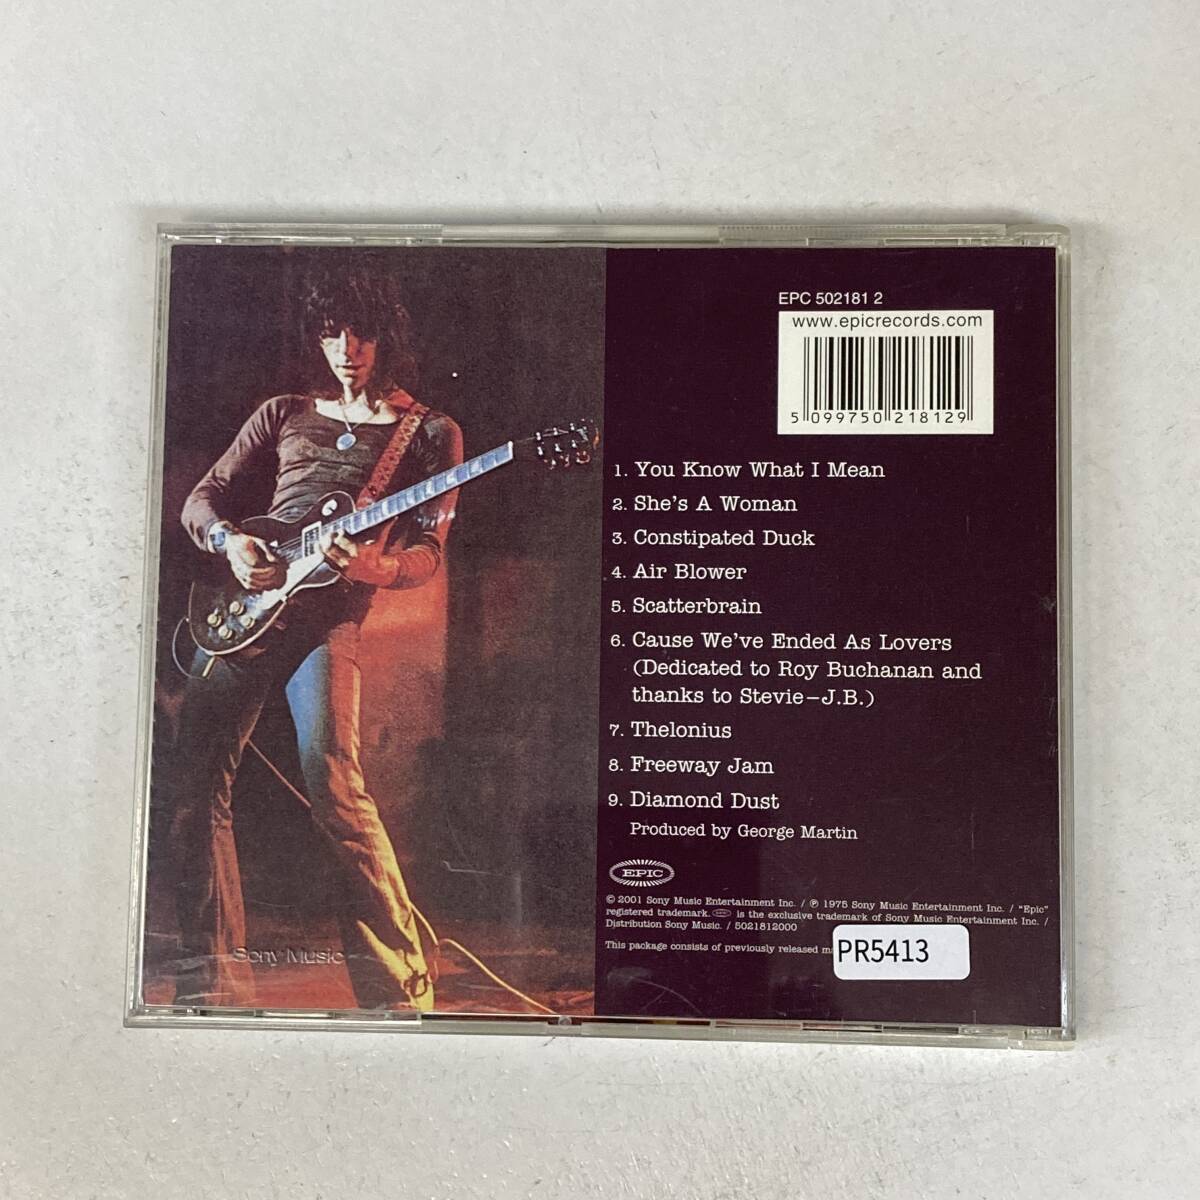 EPC 502181 2
www.epicrecords.com
5 099750 218129
1. You Know What I Mean
2. She's A Woman
3. Constipated Duck
4. Air Blower
5. Scatterbrain
6. Cause We've Ended As Lovers
(Dedicated to Roy Buchanan and
thanks to Stevie–J.B.)
7. Thelonius
8. Freeway Jam
9. Diamond Dust
Produced by George Martin
EPIC
© 2001 Sony Music Entertainment Inc. / ℗ 1975 Sony Music Entertainment Inc. / "Epic"
registered trademark. EPIC is the exclusive trademark of Sony Music Entertainment Inc. /
Distribution Sony Music. / 5021812000
This package consists of previously released
PR5413
Sony Music